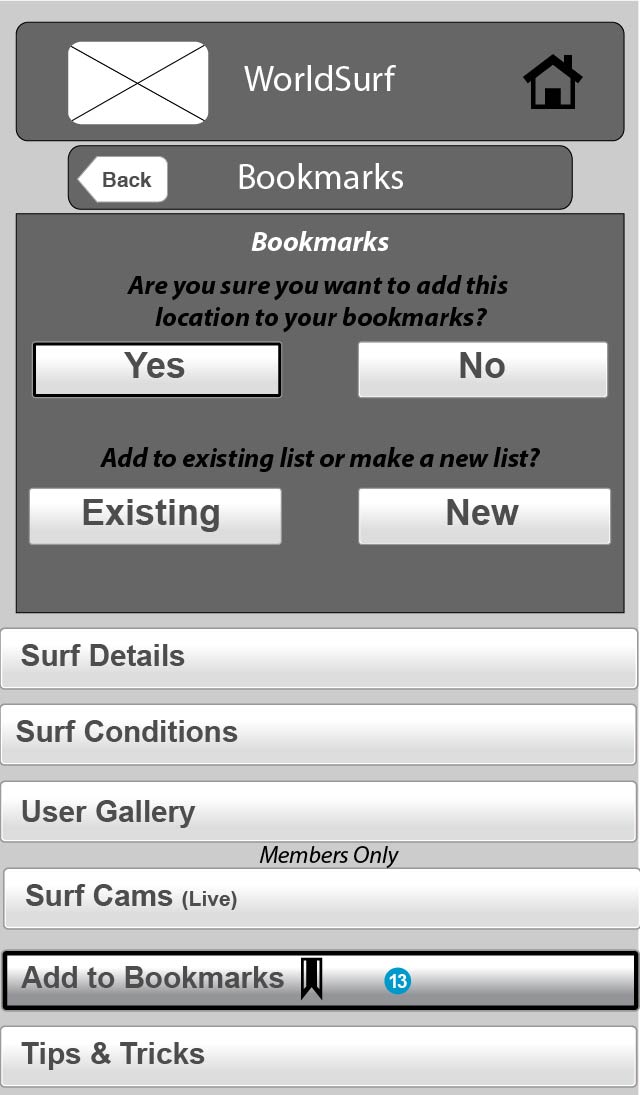 WorldSurf
Back
Bookmarks
Bookmarks
Are you sure you want to add this
location to your bookmarks?
Yes
No
Add to existing list or make a new list?
Existing
New
Surf Details
Surf Conditions
User Gallery
Members Only
Surf Cams (Live)
Add to Bookmarks 13
Tips & Tricks